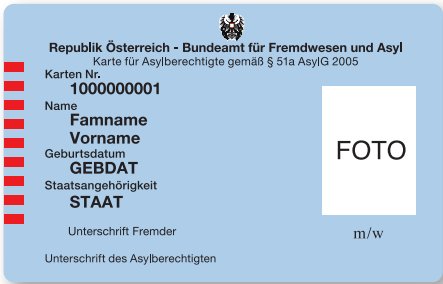 Republik Österreich - Bundeamt für Fremdwesen und Asyl
Karte für Asylberechtigte gemäß § 51a AsylG 2005
Karten Nr.
1000000001
Name
Famname
Vorname
Geburtsdatum
GEBDAT
Staatsangehörigkeit
STAAT
FOTO
Unterschrift Fremder
m/w
Unterschrift des Asylberechtigten